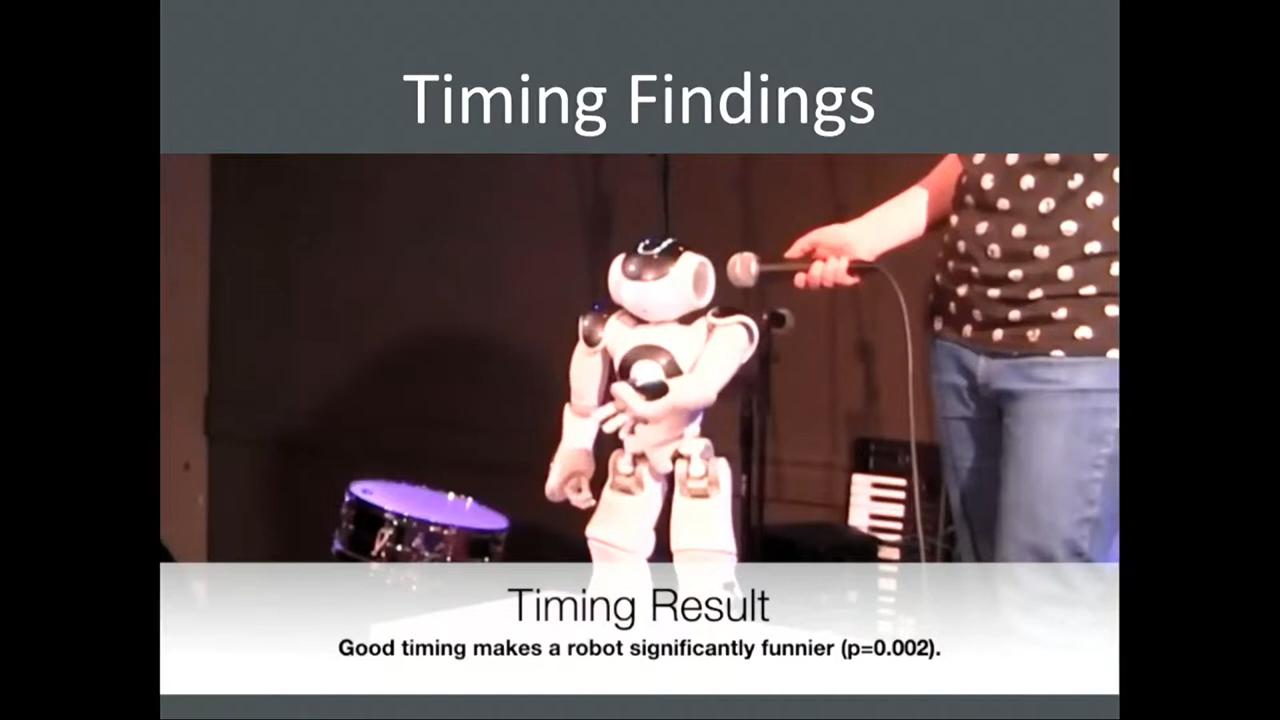 Timing Findings
Timing Result
Good timing makes a robot significantly funnier (p=0.002).